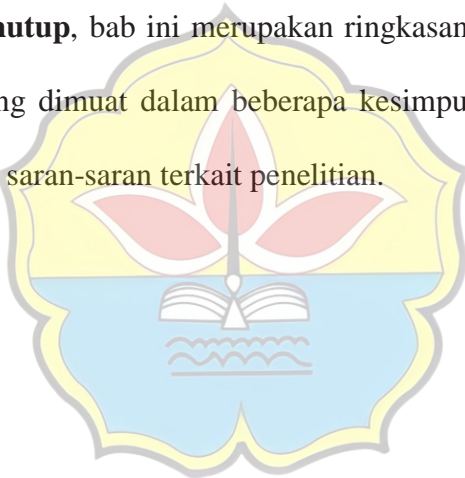 nutup, bab ini merupakan ringkasan
ng dimuat dalam beberapa kesimpu
saran-saran terkait penelitian.